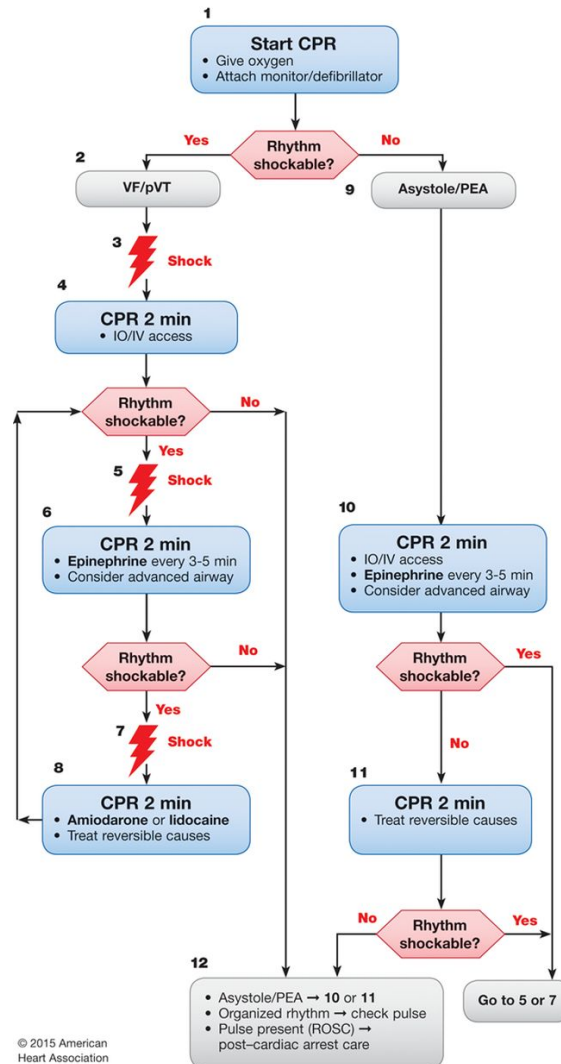 1
Start CPR
• Give oxygen
• Attach monitor/defibrillator
Rhythm
shockable?
Yes
No
2
VF/pVT
9
Asystole/PEA
3
Shock
4
CPR 2 min
• IO/IV access
Rhythm
shockable?
No
Yes
5
Shock
6
CPR 2 min
• Epinephrine every 3-5 min
• Consider advanced airway
Rhythm
shockable?
No
Yes
7
Shock
8
CPR 2 min
• Amiodarone or lidocaine
• Treat reversible causes
10
CPR 2 min
• IO/IV access
• Epinephrine every 3-5 min
• Consider advanced airway
Rhythm
shockable?
Yes
No
11
CPR 2 min
• Treat reversible causes
No
Rhythm
shockable?
Yes
12
• Asystole/PEA → 10 or 11
• Organized rhythm → check pulse
• Pulse present (ROSC) →
post–cardiac arrest care
Go to 5 or 7
© 2015 American
Heart Association